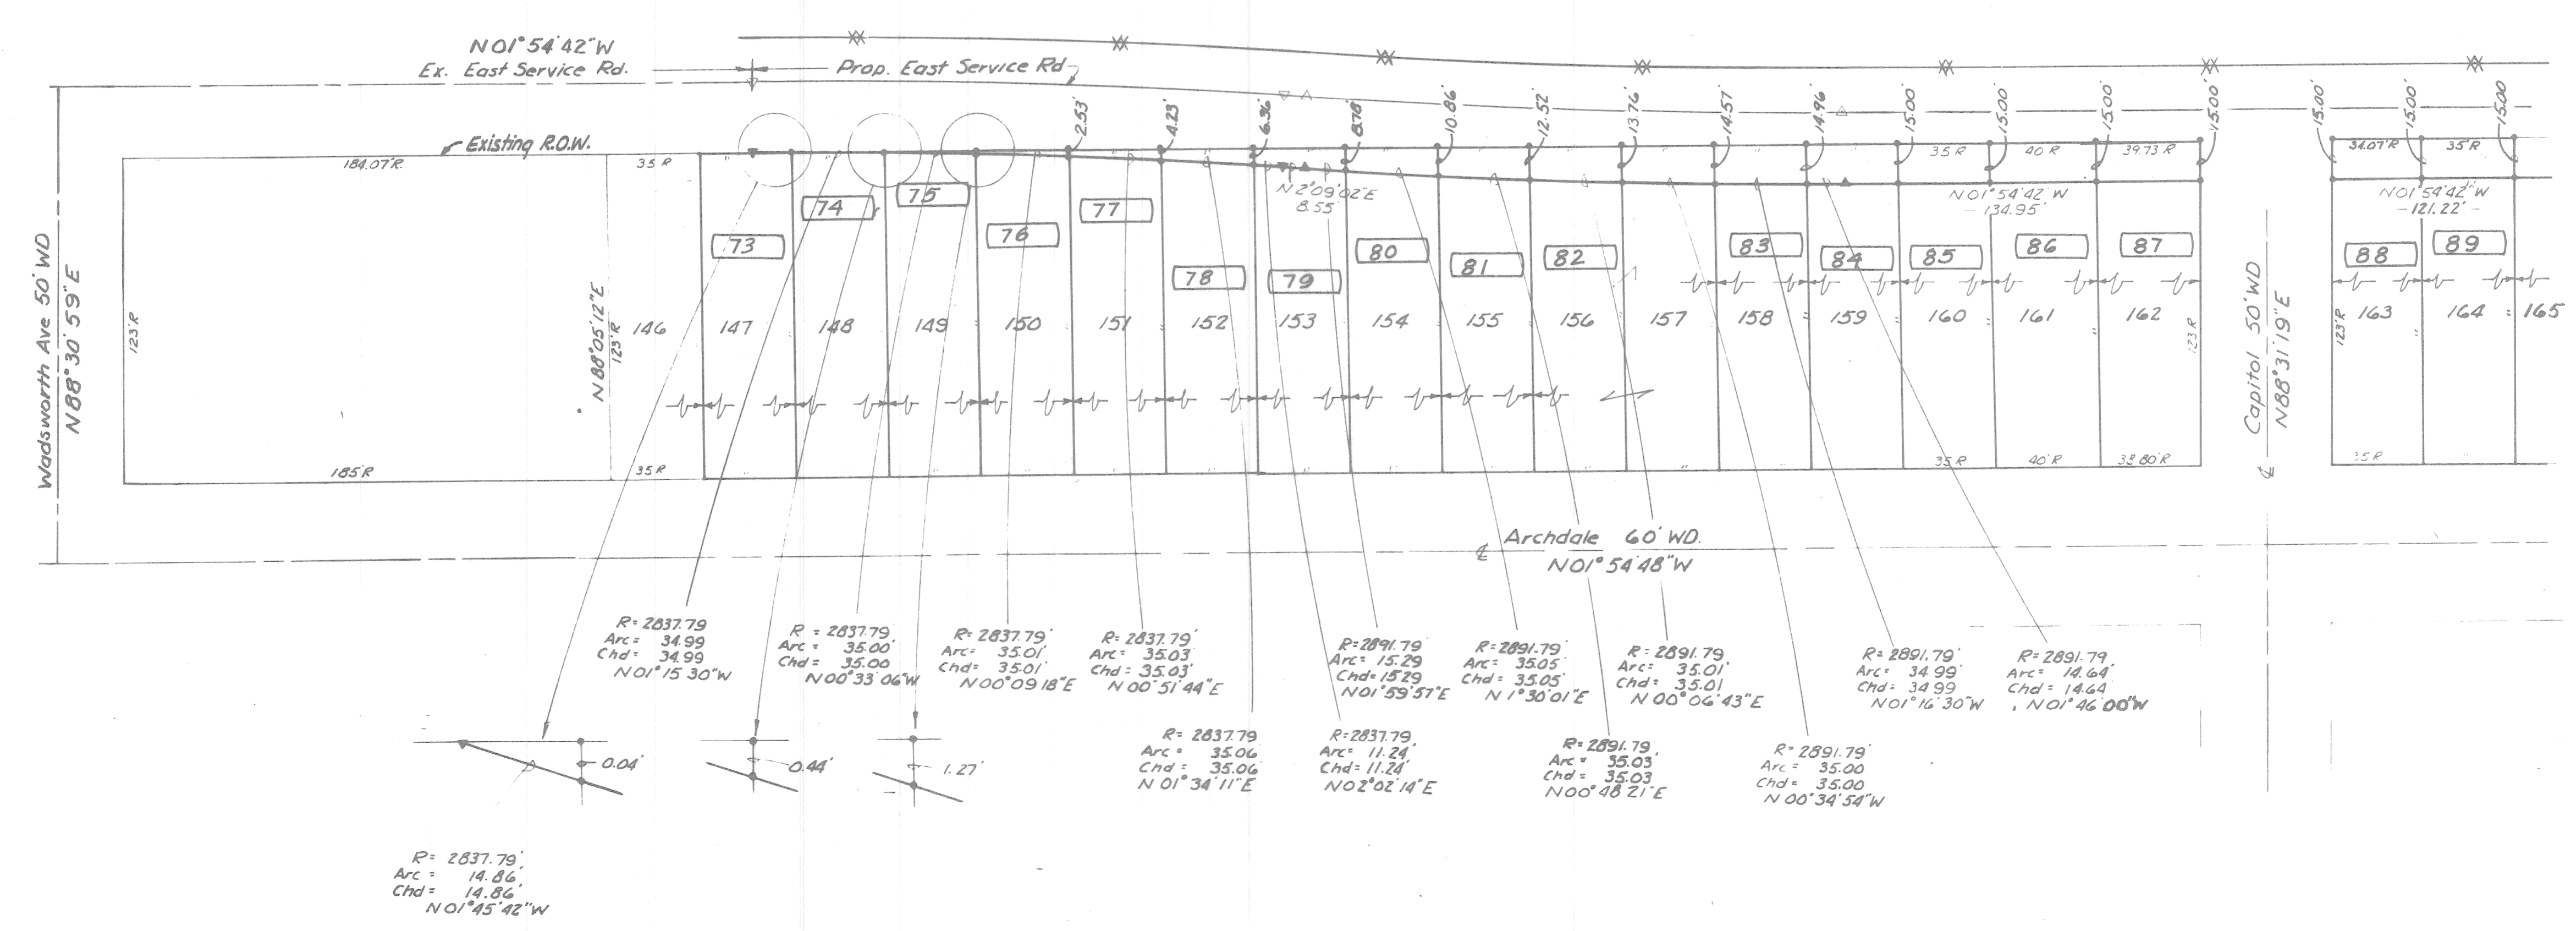 N01°54'42"W
Ex. East Service Rd.
Prop. East Service Rd
Wadsworth Ave 50' WD
N88°30'59"E
Existing R.O.W.
184.07'R.
35 R
2.53'
4.23'
6.36'
8.78'
10.86'
12.52'
13.76'
14.57'
14.96'
15.00'
15.00'
15.00'
15.00'
15.00'
15.00'
15.00
35 R
40 R
39.73 R
34.07'R
35'R
N 2°09'02"E
8.55'
N01°54'42"W
134.95'
N01°54'42"W
-121.22'-
73
74
75
76
77
78
79
80
81
82
83
84
85
86
87
88
89
123'R
N88°05'12"E
123'R
146
147
148
149
150
151
152
153
154
155
156
157
158
159
160
161
162
123 R
163
164
165
123'R
185'R
35 R
35 R
40' R
38.80'R
35 R
Capitol 50' WD
N88°31'19"E
Archdale 60' WD.
N01°54'48"W
R= 2837.79
Arc= 34.99
Chd= 34.99
N01°15'30"W
R = 2837.79'
Arc = 35.00'
Chd = 35.00
N00°33'06"W
R= 2837.79'
Arc= 35.01'
Chd= 35.01'
N00°09'18"E
R= 2837.79'
Arc= 35.03
Chd= 35.03'
N00°51'44"E
R= 2837.79
Arc= 35.06
Chd= 35.06
N 01°34'11"E
R=2837.79
Arc= 11.24'
Chd= 11.24'
N02°02'14"E
R=2891.79'
Arc= 15.29
Chd= 15.29
N01°59'57"E
R= 2891.79'
Arc= 35.05'
Chd= 35.05'
N 1°30'01"E
R= 2891.79.
Arc= 35.03'
Chd= 35.03
N00°48'21"E
R= 2891.79
Arc= 35.01'
Chd= 35.01
N00°06'43"E
R=2891.79'
Arc= 35.00
Chd= 35.00
N00°34'54"W
R= 2891.79'
Arc= 34.99
Chd= 34.99
N01°16'30"W
R=2891.79
Arc= 14.64'
Chd= 14.64
N01°46'00"W
0.04'
0.44'
1.27'
R= 2837.79'
Arc = 14.86'
Chd= 14.86'
N01°45'42"W